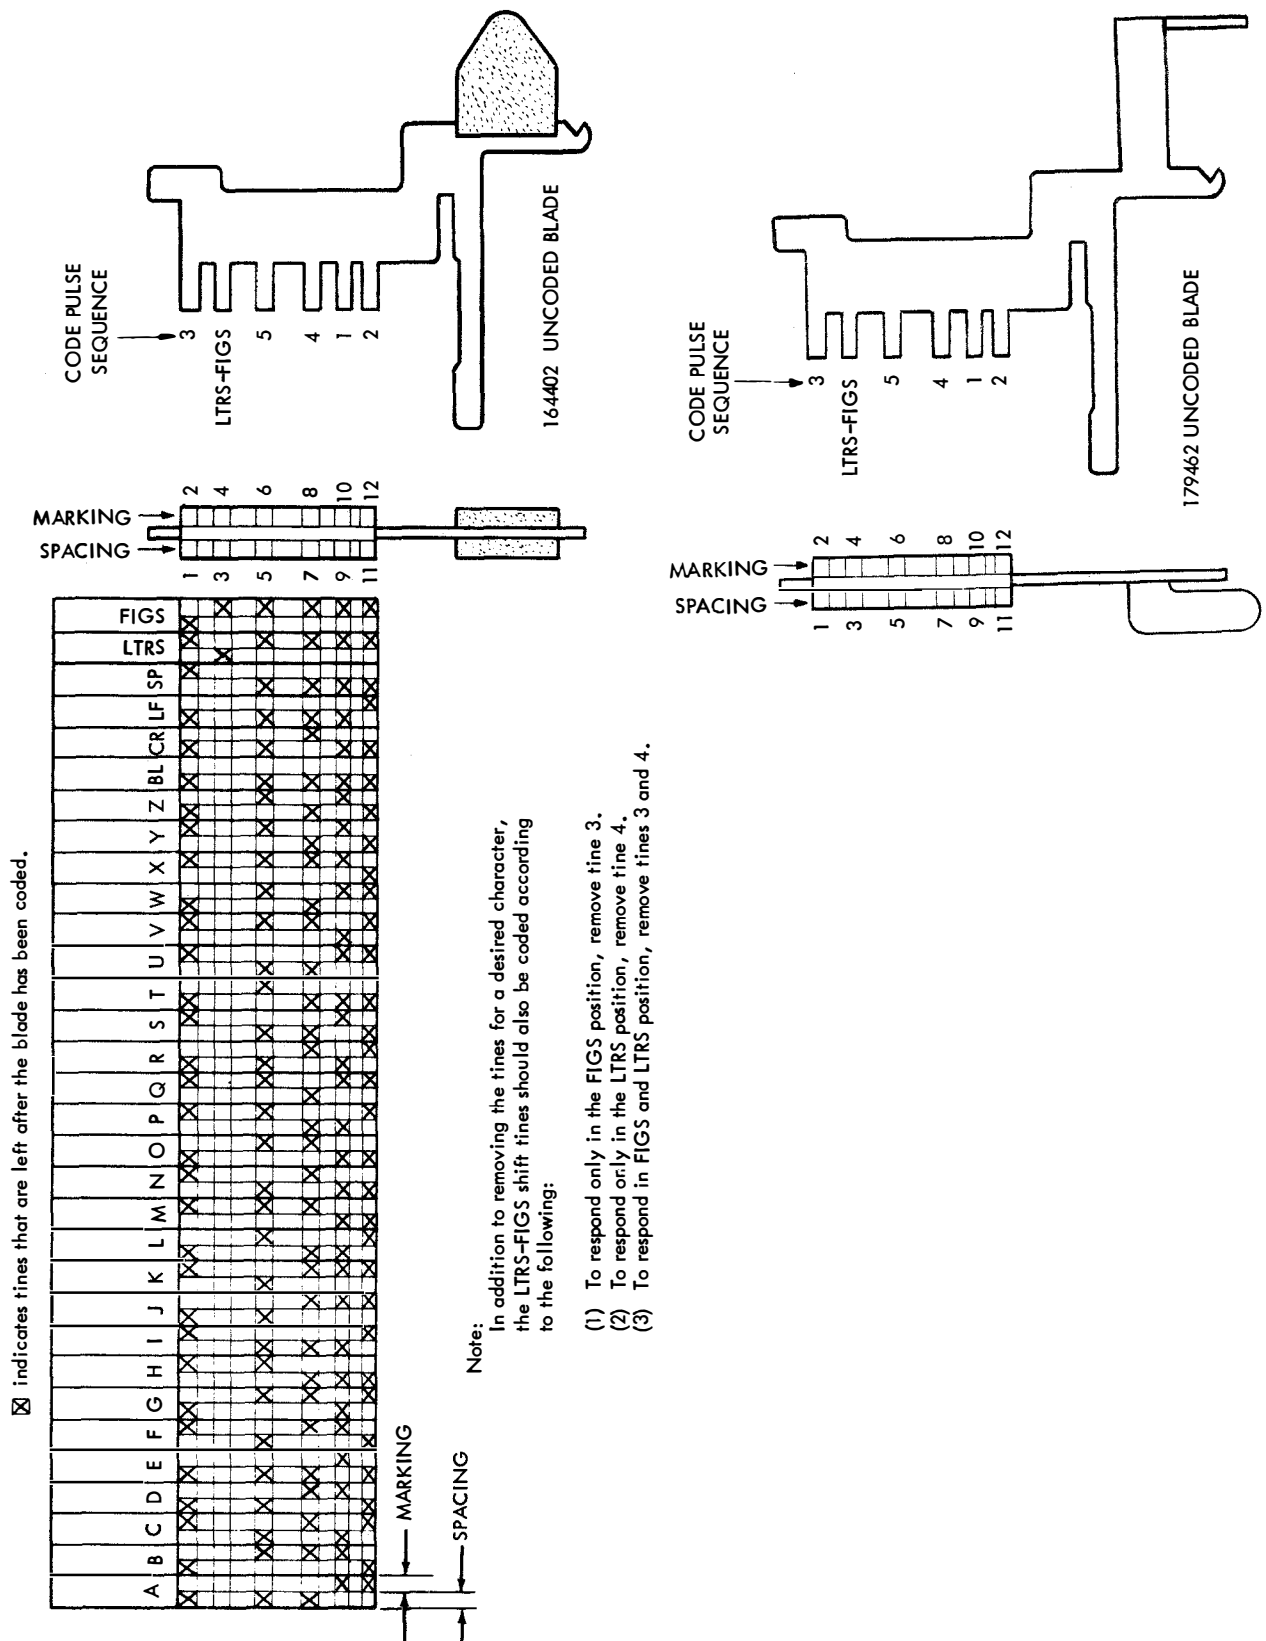 ☒ indicates tines that are left after the blade has been coded.
A B C D E F G H I J K L M N O P Q R S T U V W X Y Z BL CR LF SP LTRS FIGS
MARKING
SPACING
Note:
In addition to removing the tines for a desired character,
the LTRS-FIGS shift tines should also be coded according
to the following:
(1) To respond only in the FIGS position, remove tine 3.
(2) To respond only in the LTRS position, remove tine 4.
(3) To respond in FIGS and LTRS position, remove tines 3 and 4.
MARKING
SPACING
2 4 6 8 10 12
1 3 5 7 9 11
CODE PULSE
SEQUENCE
3
LTRS-FIGS
5
4
1
2
164402 UNCODED BLADE
MARKING
SPACING
2 4 6 8 10 12
1 3 5 7 9 11
CODE PULSE
SEQUENCE
3
LTRS-FIGS
5
4
1
2
179462 UNCODED BLADE